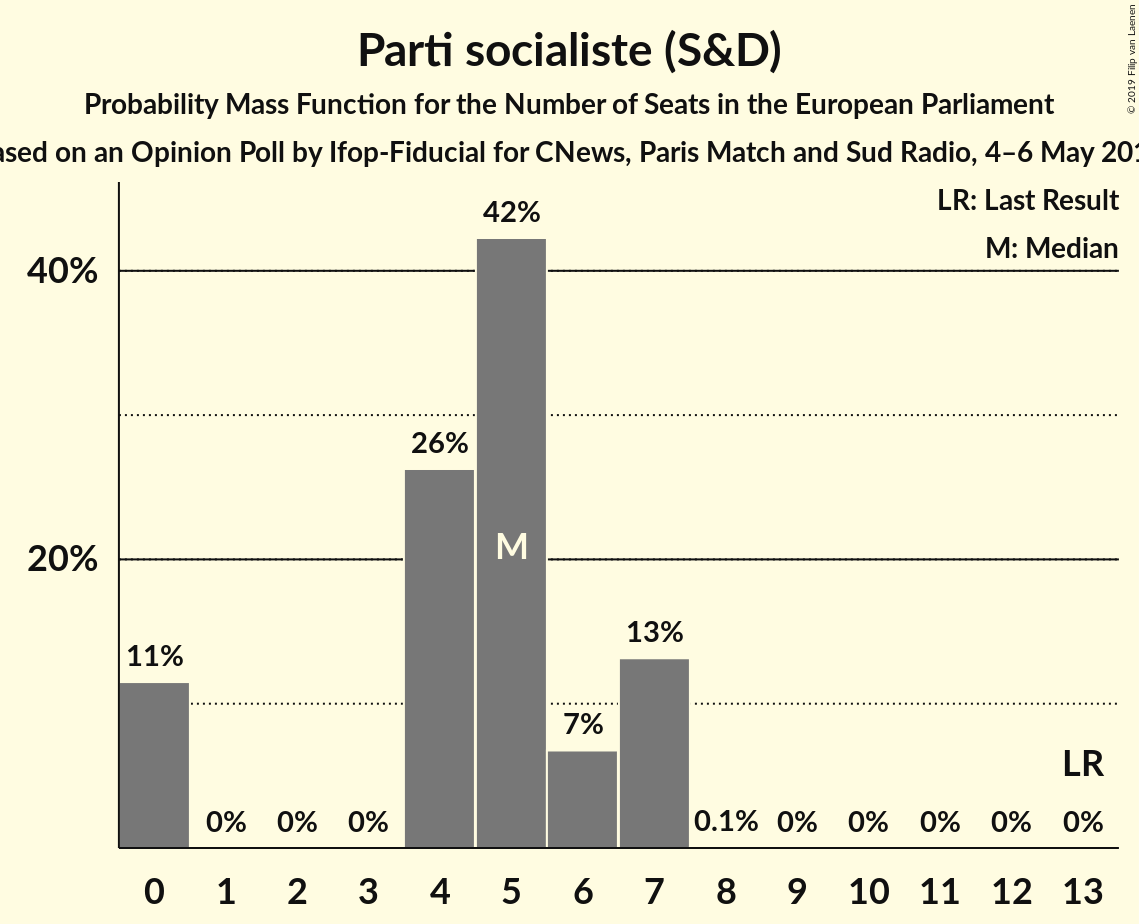 Parti socialiste (S&D)
Probability Mass Function for the Number of Seats in the European Parliament
ased on an Opinion Poll by Ifop-Fiducial for CNews, Paris Match and Sud Radio, 4–6 May 201
© 2019 Filip van Laenen
LR: Last Result
M: Median
42%
40%
26%
M
20%
13%
11%
7%
LR
0% 0% 0% 0.1% 0% 0% 0% 0% 0%
0 1 2 3 4 5 6 7 8 9 10 11 12 13